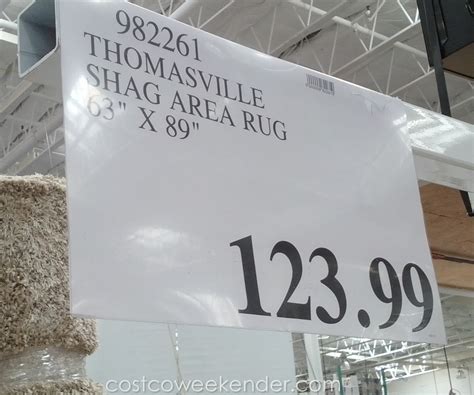 982261
THOMASVILLE
SHAG AREA RUG
63" X 89"
123.99
costcoweekender.com